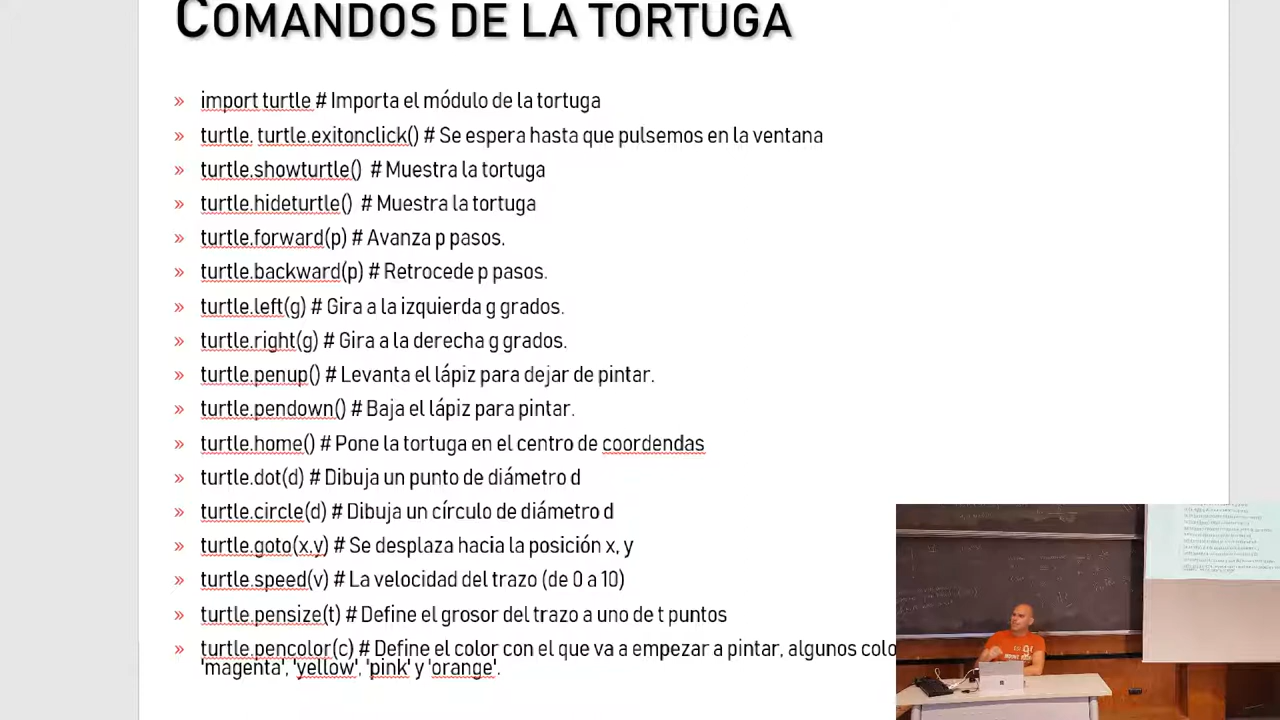 COMANDOS DE LA TORTUGA
» import turtle # Importa el módulo de la tortuga
» turtle. turtle.exitonclick() # Se espera hasta que pulsemos en la ventana
» turtle.showturtle() # Muestra la tortuga
» turtle.hideturtle() # Muestra la tortuga
» turtle.forward(p) # Avanza p pasos.
» turtle.backward(p) # Retrocede p pasos.
» turtle.left(g) # Gira a la izquierda g grados.
» turtle.right(g) # Gira a la derecha g grados.
» turtle.penup() # Levanta el lápiz para dejar de pintar.
» turtle.pendown() # Baja el lápiz para pintar.
» turtle.home() # Pone la tortuga en el centro de coordendas
» turtle.dot(d) # Dibuja un punto de diámetro d
» turtle.circle(d) # Dibuja un círculo de diámetro d
» turtle.goto(x,y) # Se desplaza hacia la posición x, y
» turtle.speed(v) # La velocidad del trazo (de 0 a 10)
» turtle.pensize(t) # Define el grosor del trazo a uno de t puntos
» turtle.pencolor(c) # Define el color con el que va a empezar a pintar, algunos colo
'magenta', 'yellow', 'pink' y 'orange'.